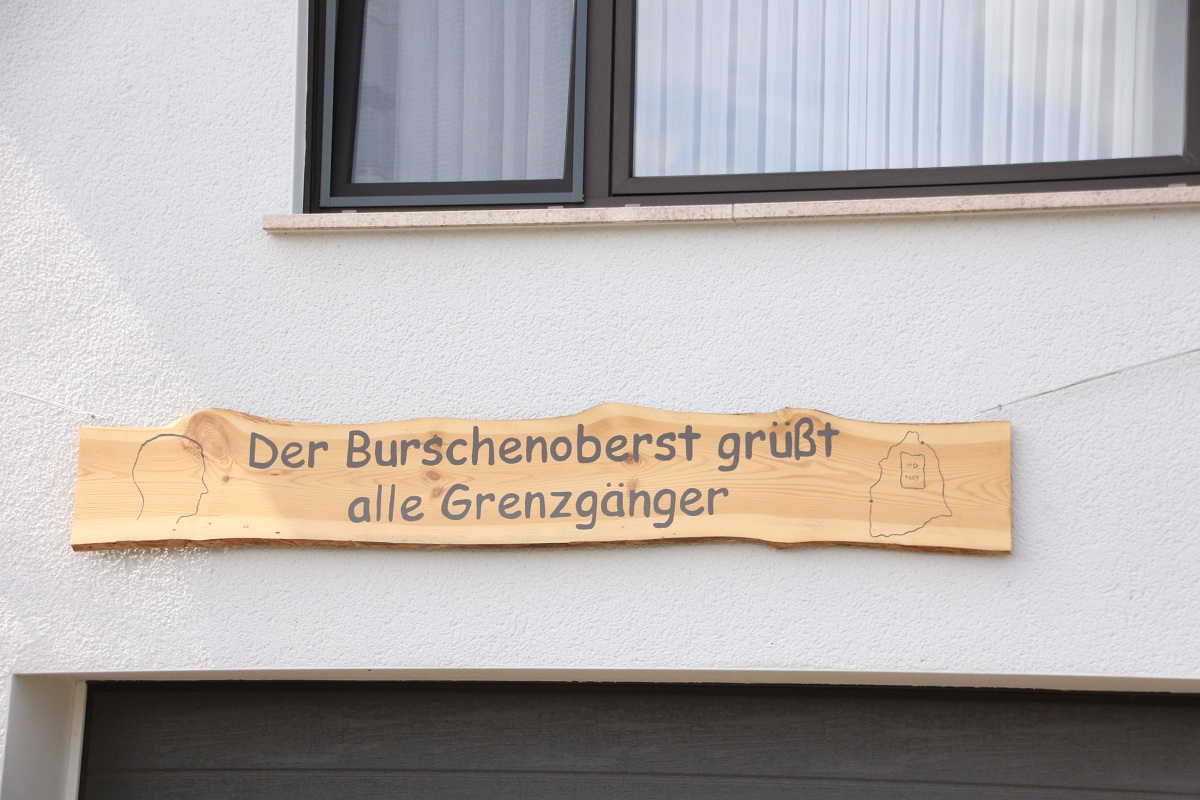 Der Burschenoberst grüßt
alle Grenzgänger